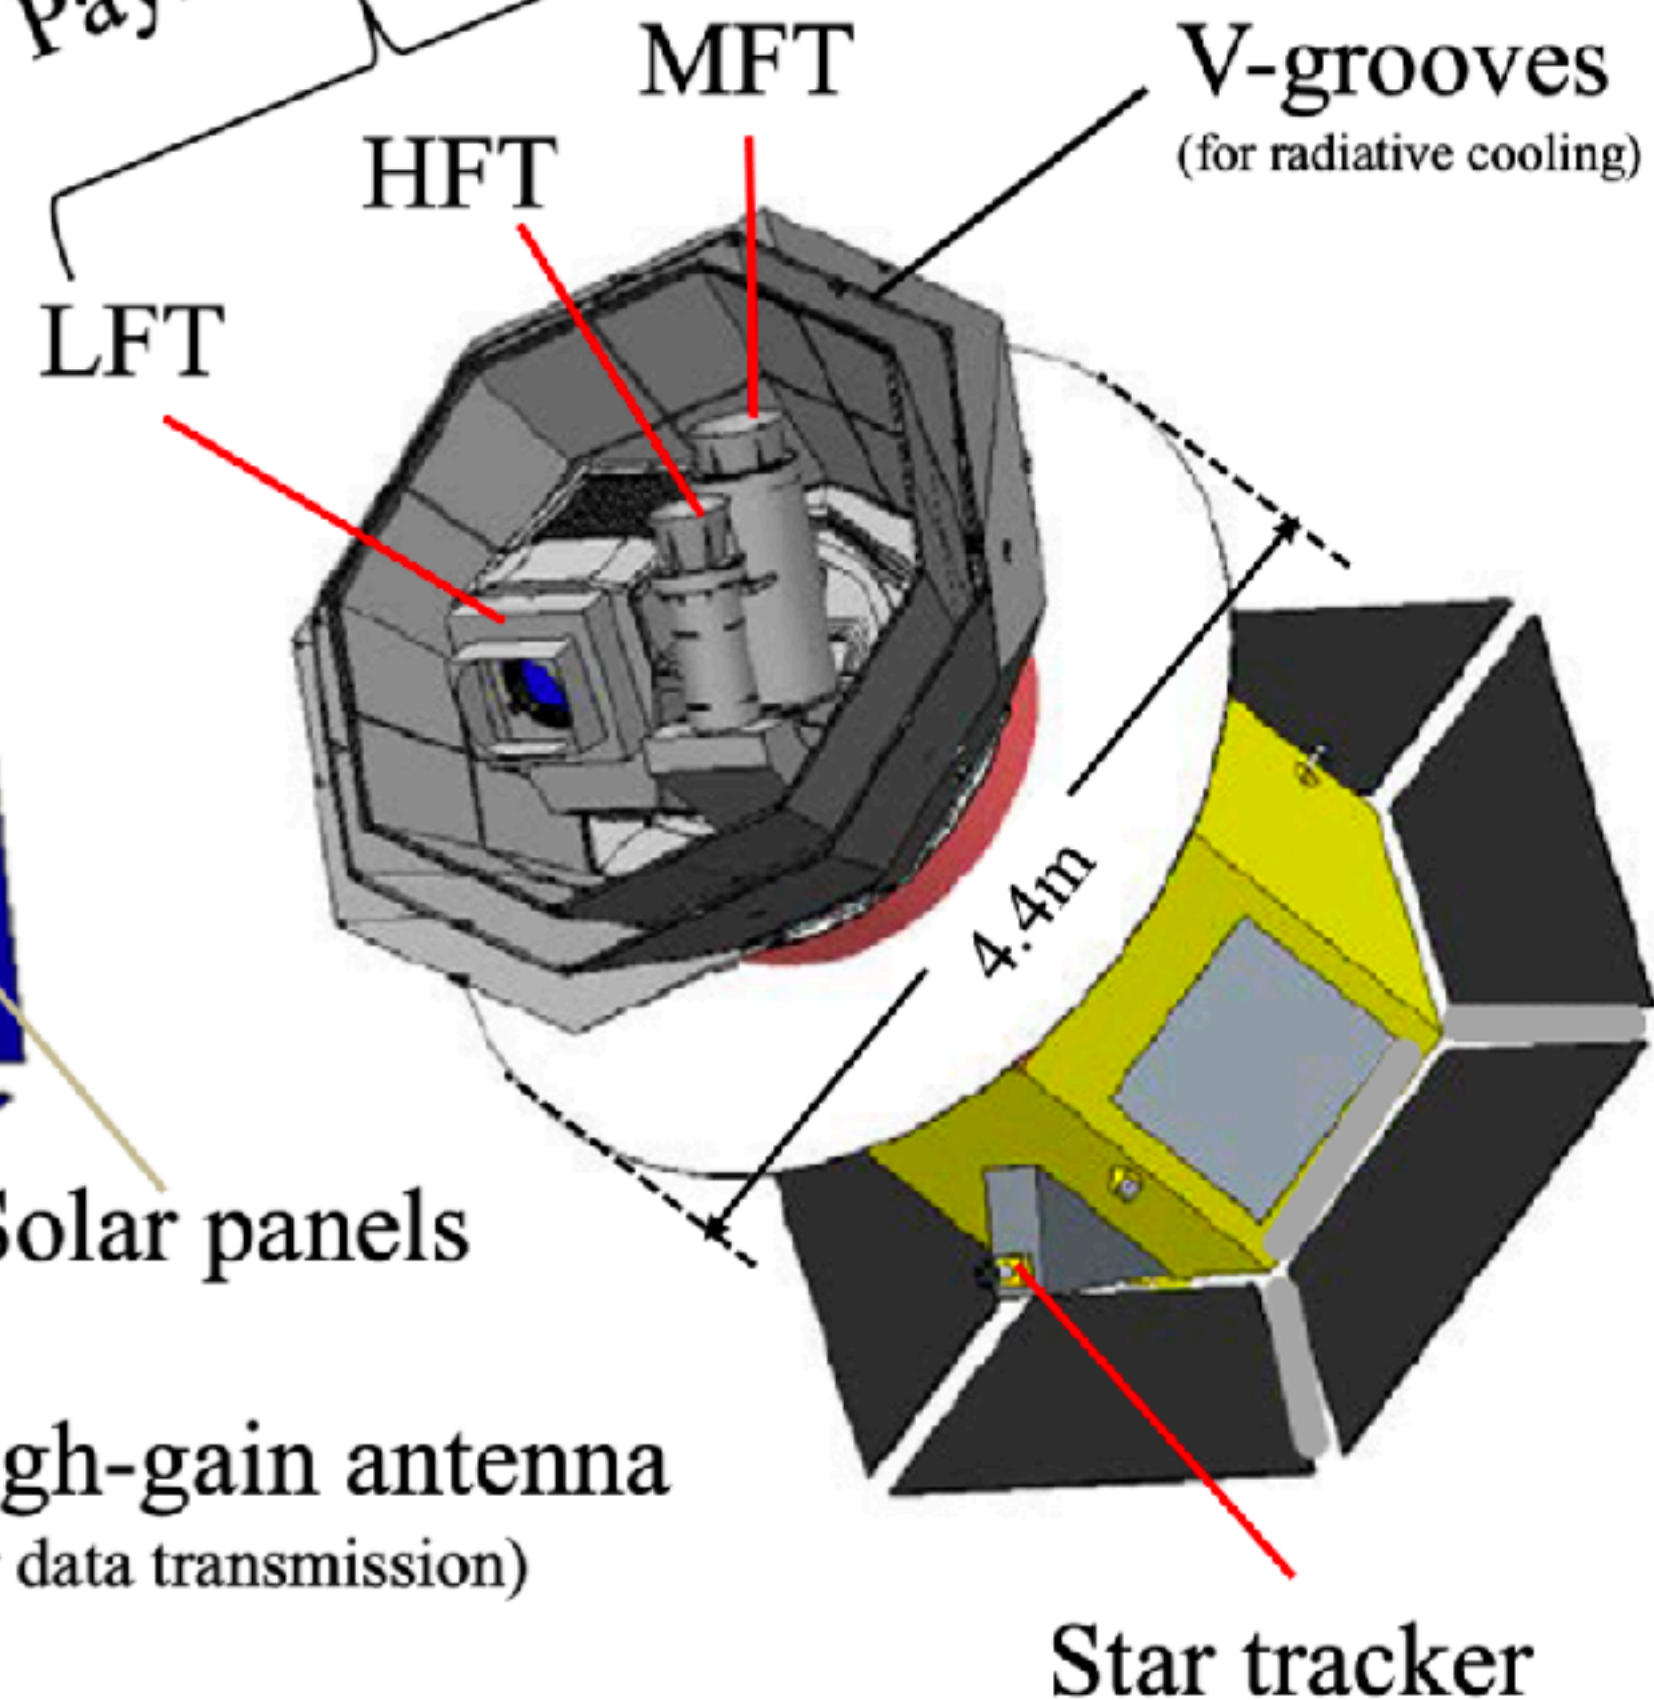 MFT
V-grooves
(for radiative cooling)
HFT
LFT
4.4m
Solar panels
gh-gain antenna
data transmission)
Star tracker